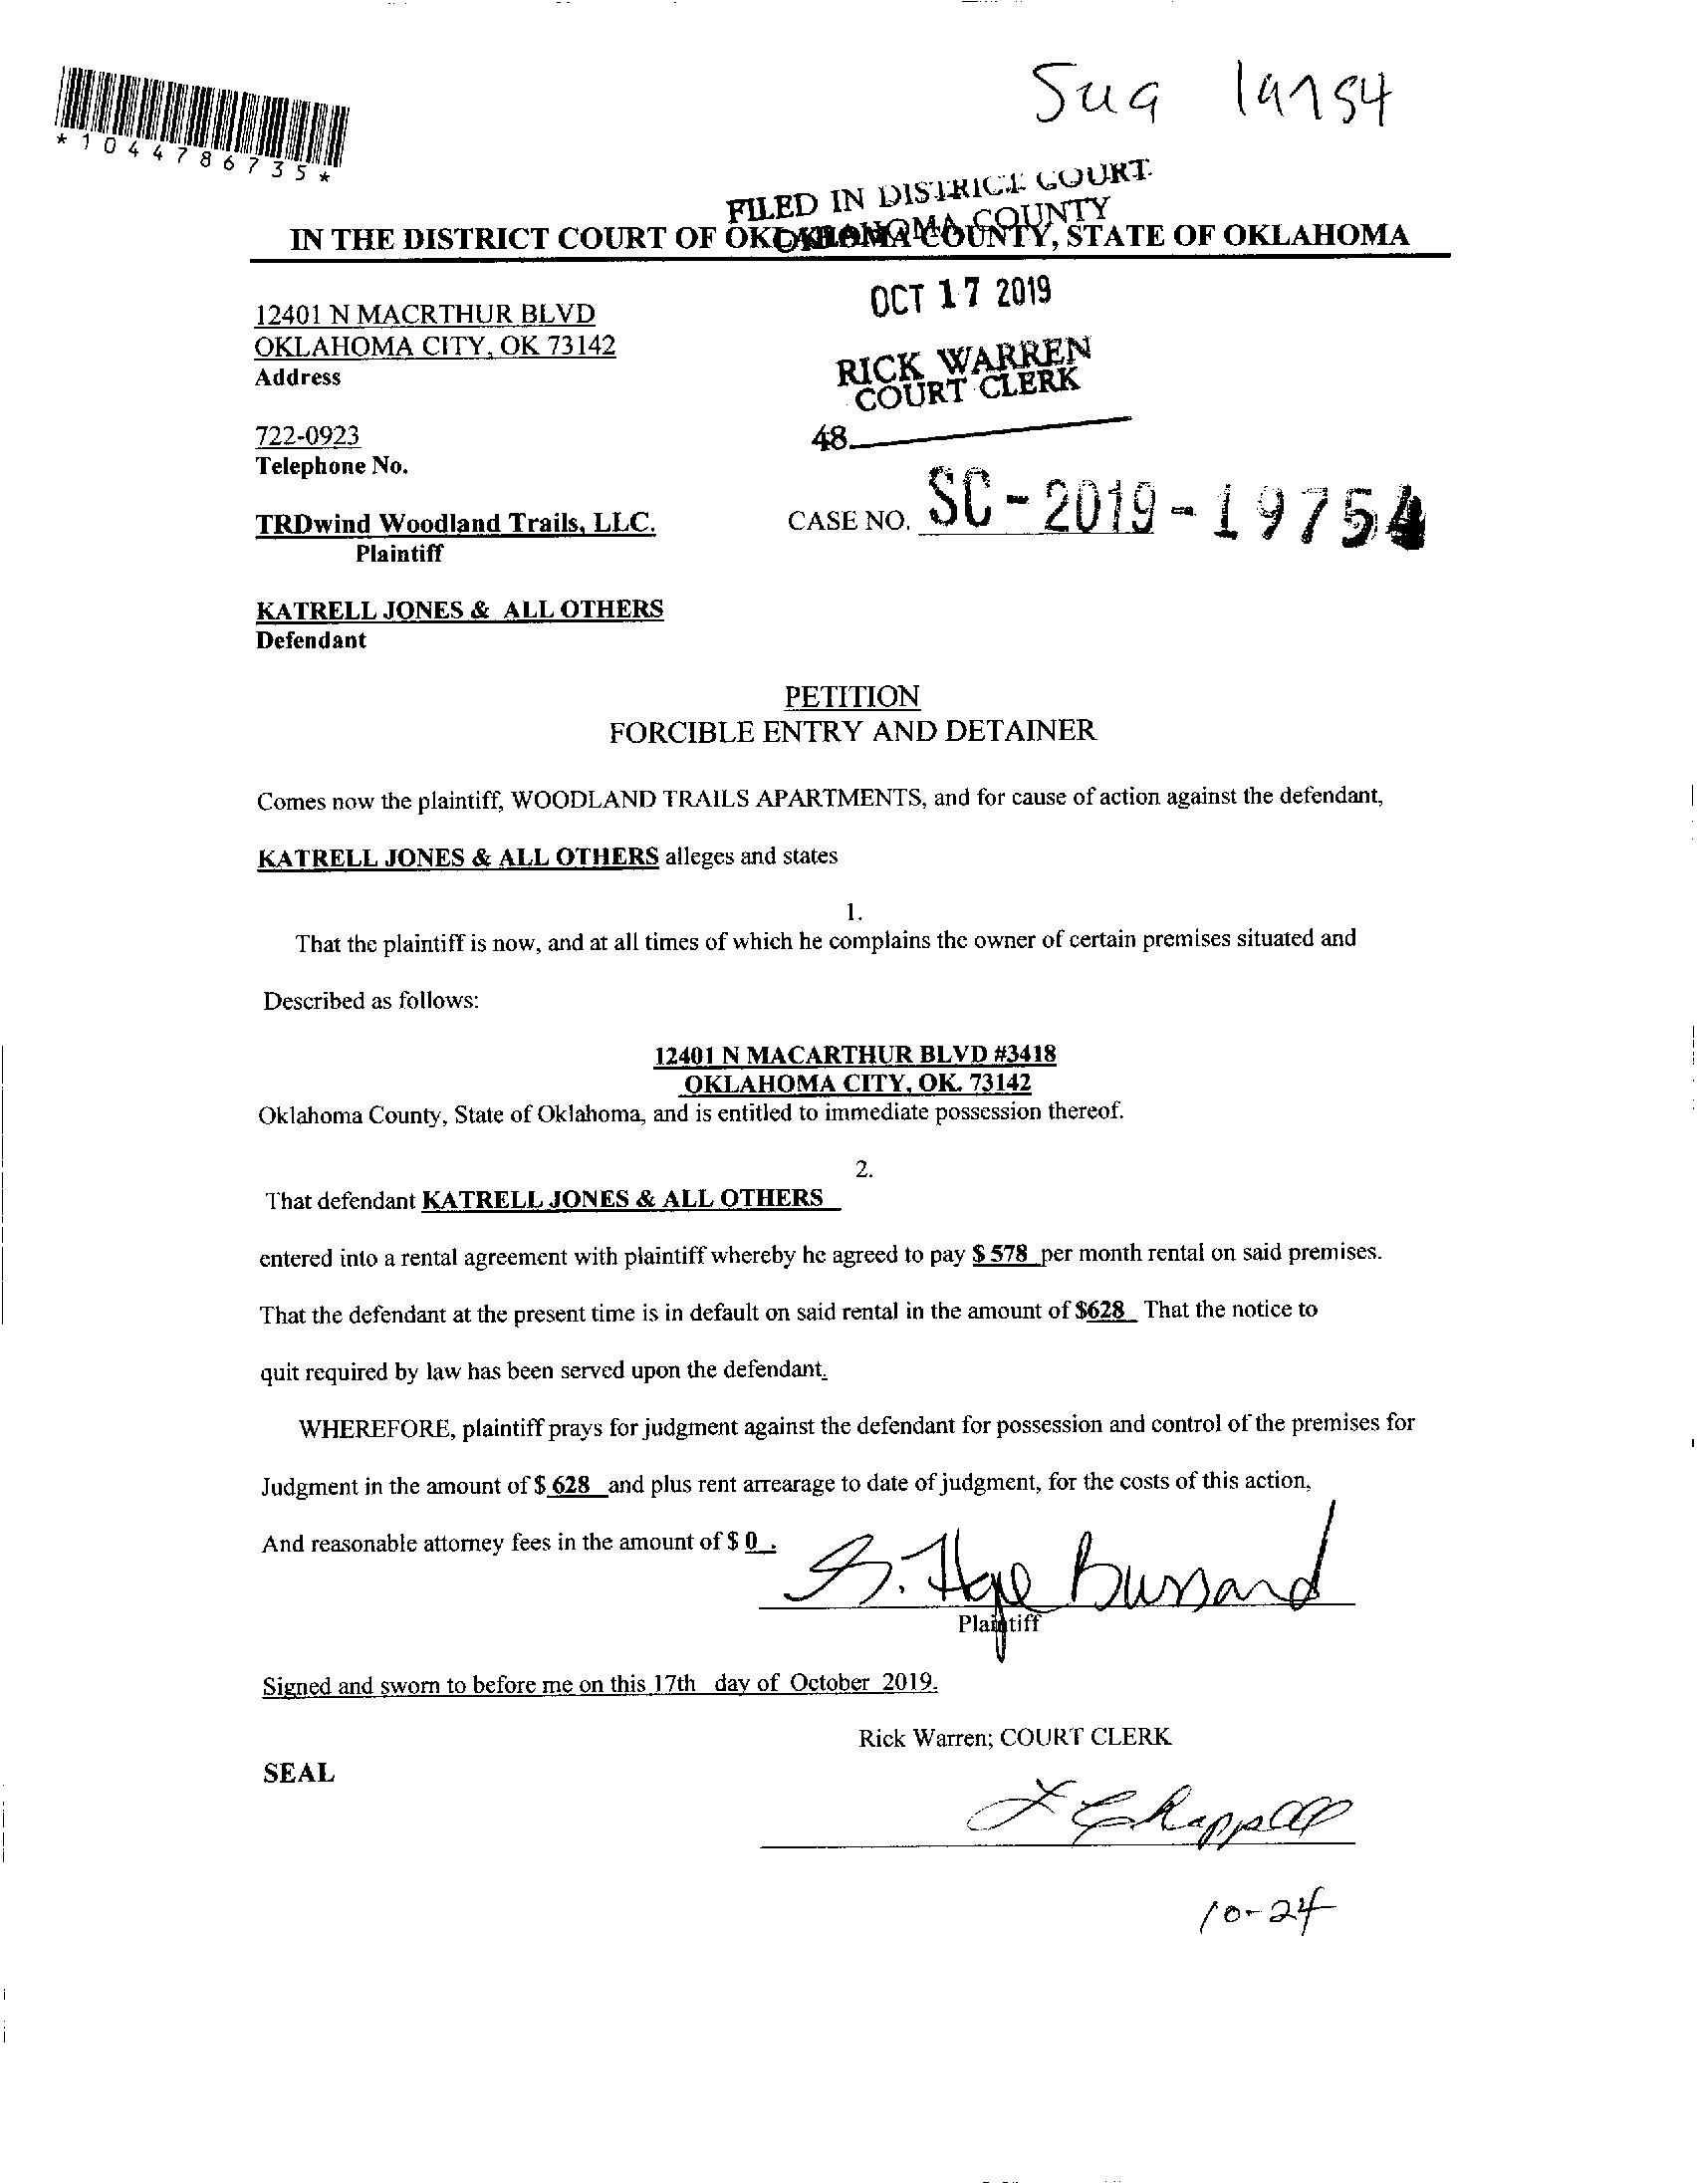 *1044786735*
FILED IN DISTRICT COURT
OKLAHOMA COUNTY
IN THE DISTRICT COURT OF OKLAHOMA COUNTY, STATE OF OKLAHOMA
12401 N MACRTHUR BLVD
OKLAHOMA CITY, OK 73142
Address
OCT 17 2019
RICK WARREN
COURT CLERK
48
722-0923
Telephone No.
TRDwind Woodland Trails, LLC.
Plaintiff
CASE NO. SC-2019-19754
KATRELL JONES & ALL OTHERS
Defendant
PETITION
FORCIBLE ENTRY AND DETAINER
Comes now the plaintiff, WOODLAND TRAILS APARTMENTS, and for cause of action against the defendant,
KATRELL JONES & ALL OTHERS alleges and states
1.
That the plaintiff is now, and at all times of which he complains the owner of certain premises situated and
Described as follows:
12401 N MACARTHUR BLVD #3418
OKLAHOMA CITY, OK. 73142
Oklahoma County, State of Oklahoma, and is entitled to immediate possession thereof.
2.
That defendant KATRELL JONES & ALL OTHERS
entered into a rental agreement with plaintiff whereby he agreed to pay $ 578 per month rental on said premises.
That the defendant at the present time is in default on said rental in the amount of $628 That the notice to
quit required by law has been served upon the defendant.
WHEREFORE, plaintiff prays for judgment against the defendant for possession and control of the premises for
Judgment in the amount of $ 628 and plus rent arrearage to date of judgment, for the costs of this action,
And reasonable attorney fees in the amount of $ 0 .
S. Hope Bussard
Plaintiff
Signed and sworn to before me on this 17th day of October 2019.
Rick Warren; COURT CLERK
SEAL
Chappell
10-24